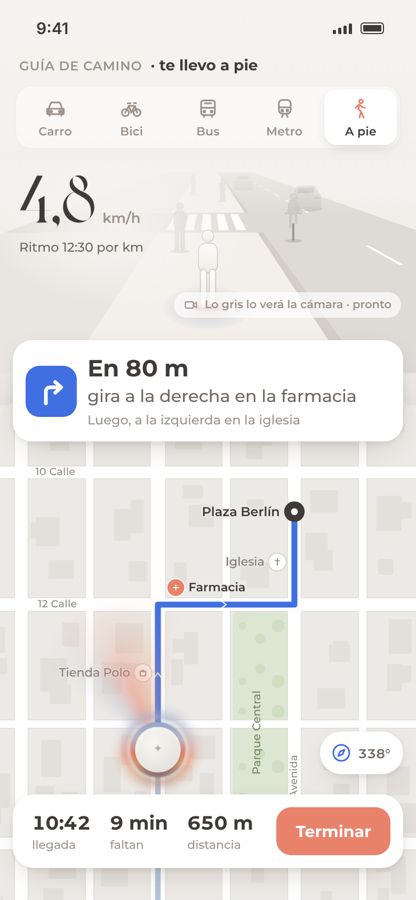 9:41
GUÍA DE CAMINO · te llevo a pie
Carro
Bici
Bus
Metro
A pie
4,8 km/h
Ritmo 12:30 por km
Lo gris lo verá la cámara · pronto
En 80 m
gira a la derecha en la farmacia
Luego, a la izquierda en la iglesia
10 Calle
Plaza Berlín
Iglesia
Farmacia
12 Calle
Tienda Polo
Parque Central
Avenida
338°
10:42
llegada
9 min
faltan
650 m
distancia
Terminar